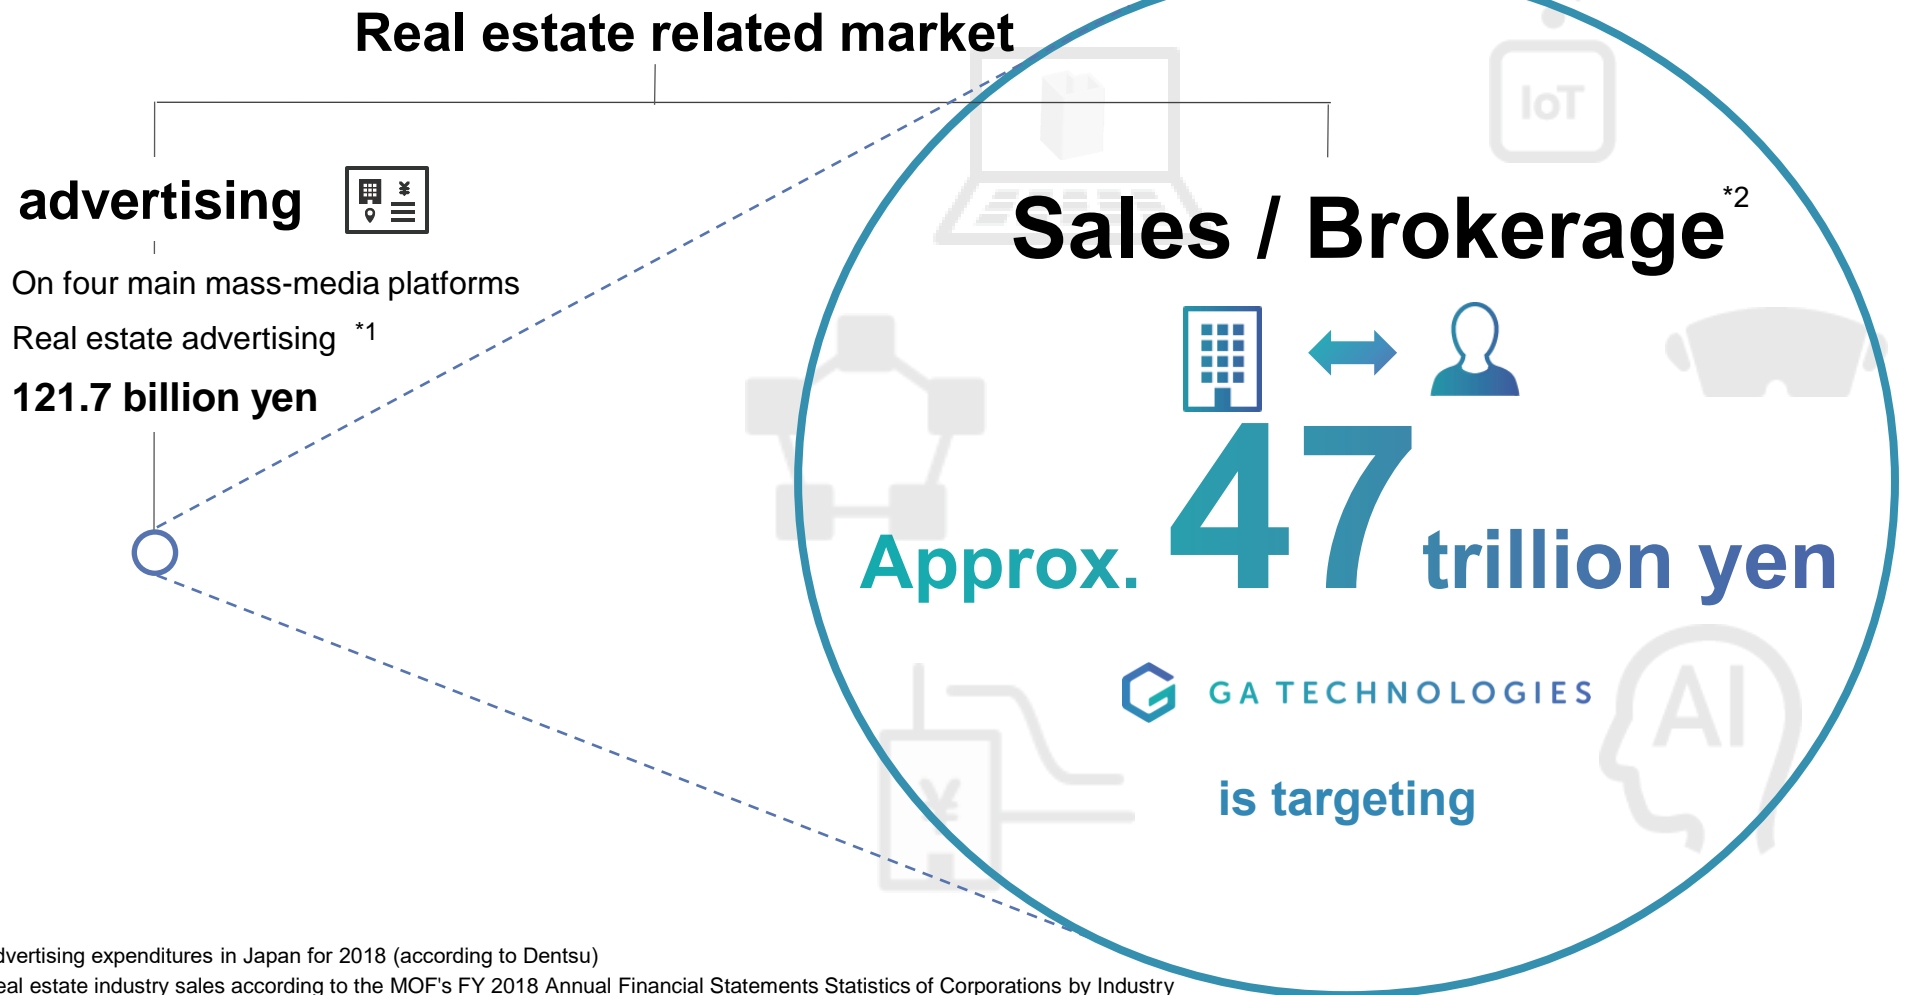 Real estate related market
advertising
On four main mass-media platforms
Real estate advertising *1
121.7 billion yen
IoT
Sales / Brokerage *2
Approx. 47 trillion yen
GA TECHNOLOGIES
is targeting
AI
¥
dvertising expenditures in Japan for 2018 (according to Dentsu)
eal estate industry sales according to the MOF's FY 2018 Annual Financial Statements Statistics of Corporations by Industry